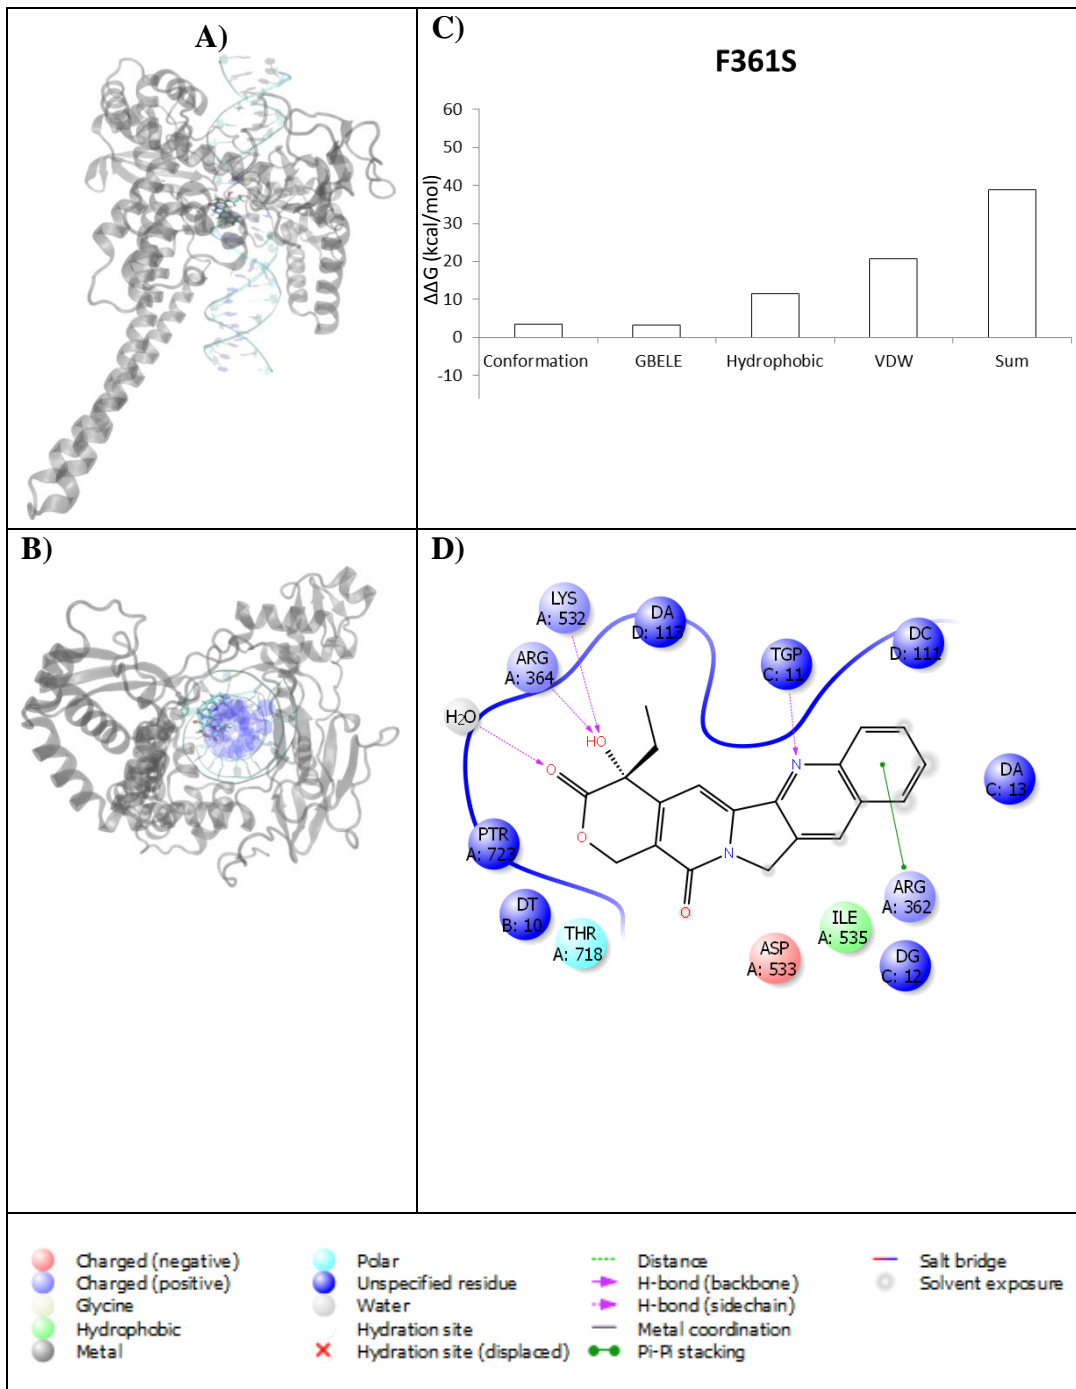 A)
C)
F361S
60
50
40
30
20
10
0
-10
ΔΔG (kcal/mol)
Conformation GBELE Hydrophobic VDW Sum
B)
D)
LYS
A: 532
DA
D: 113
ARG
A: 364
TGP
C: 11
DC
D: 111
H2O
HO
O
O
N
N
O
DA
C: 13
PTR
A: 723
DT
B: 10
THR
A: 718
ASP
A: 533
ILE
A: 535
ARG
A: 362
DG
C: 12
Charged (negative)
Charged (positive)
Glycine
Hydrophobic
Metal
Polar
Unspecified residue
Water
Hydration site
Hydration site (displaced)
Distance
H-bond (backbone)
H-bond (sidechain)
Metal coordination
Pi-Pi stacking
Salt bridge
Solvent exposure